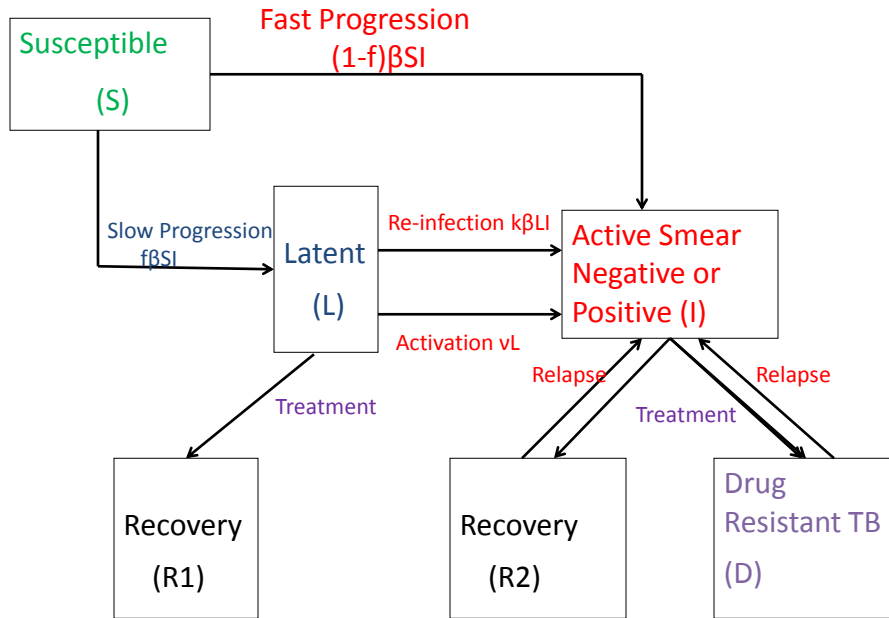 Fast Progression
(1-f)βSI
Susceptible
(S)
Slow Progression
fβSI
Latent
(L)
Re-infection kβLI
Activation νL
Active Smear
Negative or
Positive (I)
Treatment
Relapse
Treatment
Relapse
Recovery
(R1)
Recovery
(R2)
Drug
Resistant TB
(D)